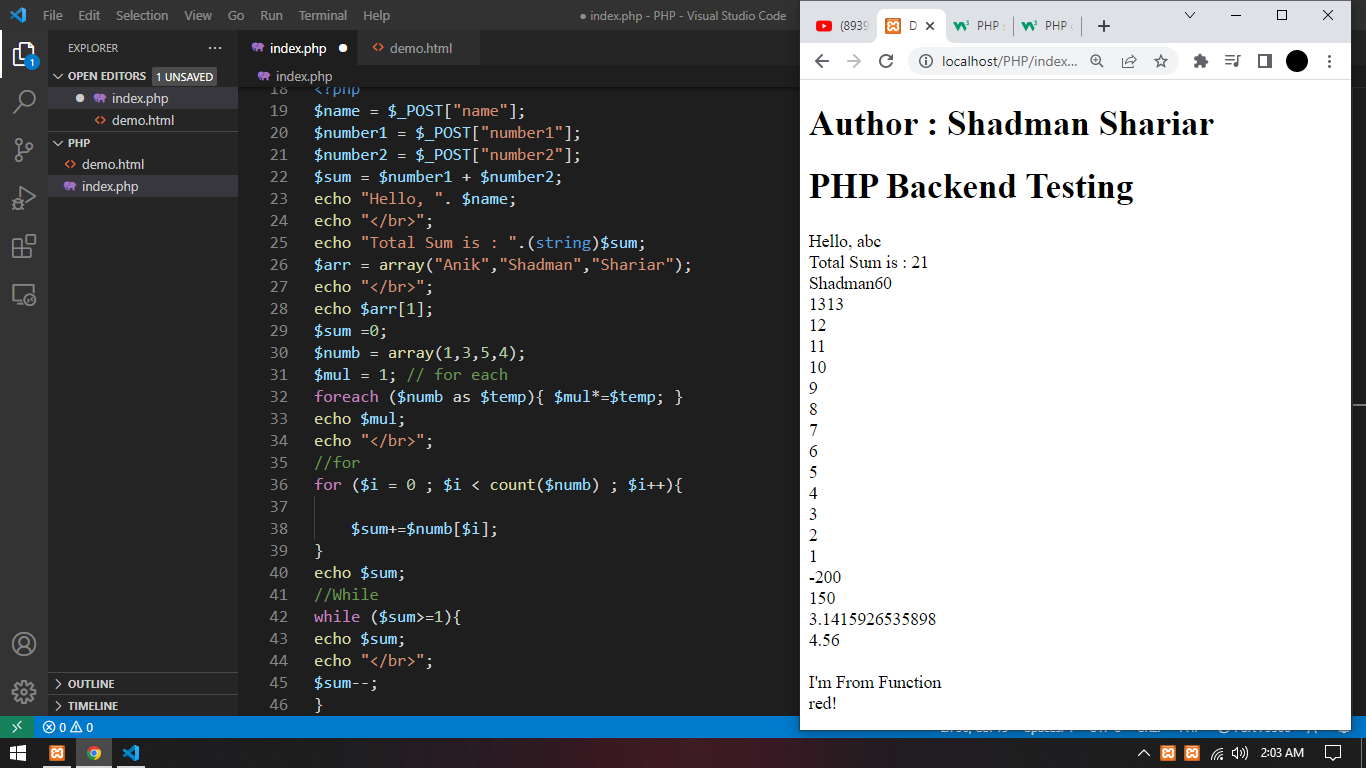 File Edit Selection View Go Run Terminal Help
● index.php - PHP - Visual Studio Code
EXPLORER
OPEN EDITORS 1 UNSAVED
index.php
demo.html
PHP
demo.html
index.php
OUTLINE
TIMELINE
1
index.php demo.html
index.php
18 <?php
19 $name = $_POST["name"];
20 $number1 = $_POST["number1"];
21 $number2 = $_POST["number2"];
22 $sum = $number1 + $number2;
23 echo "Hello, ". $name;
24 echo "</br>";
25 echo "Total Sum is : ".(string)$sum;
26 $arr = array("Anik","Shadman","Shariar");
27 echo "</br>";
28 echo $arr[1];
29 $sum =0;
30 $numb = array(1,3,5,4);
31 $mul = 1; // for each
32 foreach ($numb as $temp){ $mul*=$temp; }
33 echo $mul;
34 echo "</br>";
35 //for
36 for ($i = 0 ; $i < count($numb) ; $i++){
37
38 $sum+=$numb[$i];
39 }
40 echo $sum;
41 //While
42 while ($sum>=1){
43 echo $sum;
44 echo "</br>";
45 $sum--;
46 }
0 0
(8939 D PHP PHP
localhost/PHP/index...
Author : Shadman Shariar
PHP Backend Testing
Hello, abc
Total Sum is : 21
Shadman60
1313
12
11
10
9
8
7
6
5
4
3
2
1
-200
150
3.1415926535898
4.56
I'm From Function
red!
2:03 AM